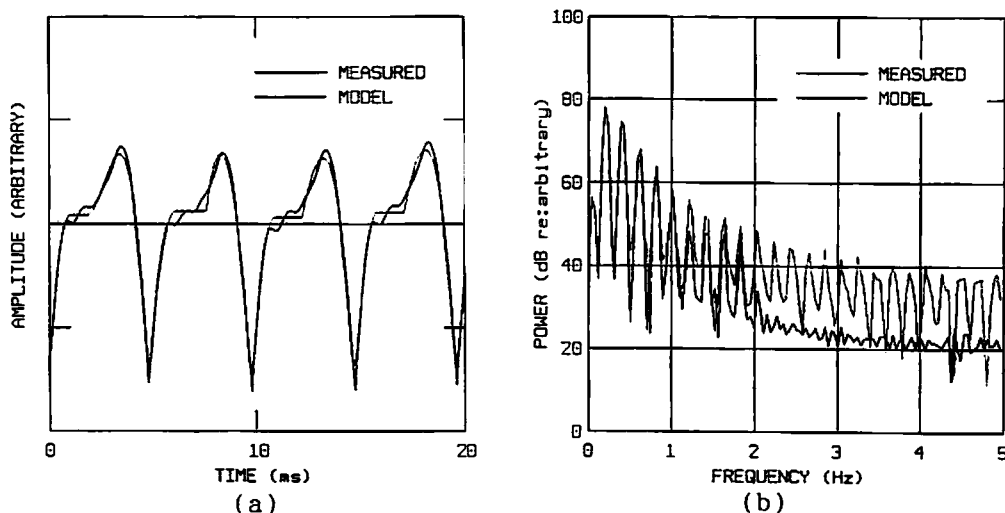 AMPLITUDE (ARBITRARY)
MEASURED
MODEL
0
10
20
TIME (ms)
(a)
POWER (dB re:arbitrary)
100
80
60
40
20
0
MEASURED
MODEL
0
1
2
3
4
5
FREQUENCY (Hz)
(b)